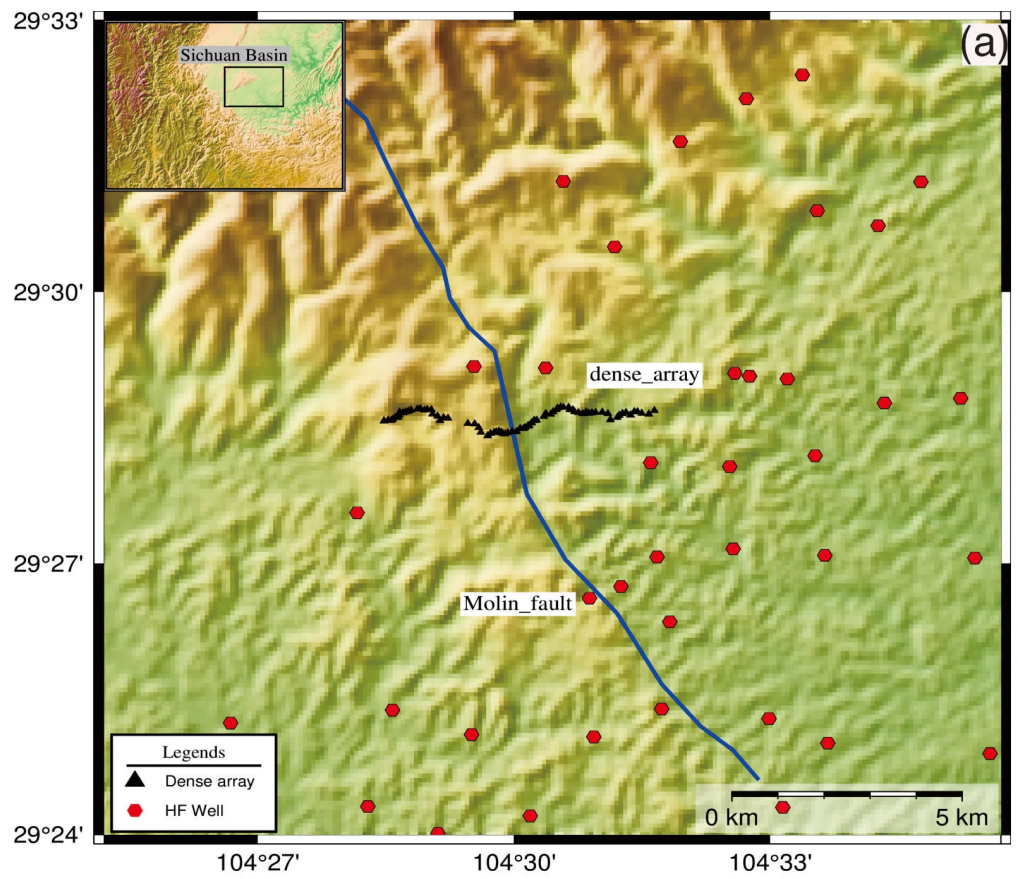 29°33'
(a)
Sichuan Basin
29°30'
dense_array
29°27'
Molin_fault
Legends
Dense array
HF Well
0 km
5 km
29°24'
104°27'
104°30'
104°33'